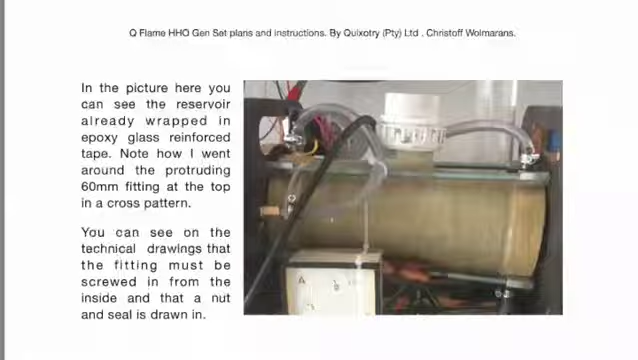 Q Flame HHO Gen Set plans and instructions. By Quixotry (Pty) Ltd . Christoff Wolmarans.
In the picture here you
can see the reservoir
already wrapped in
epoxy glass reinforced
tape. Note how I went
around the protruding
60mm fitting at the top
in a cross pattern.
You can see on the
technical drawings that
the fitting must be
screwed in from the
inside and that a nut
and seal is drawn in.
A